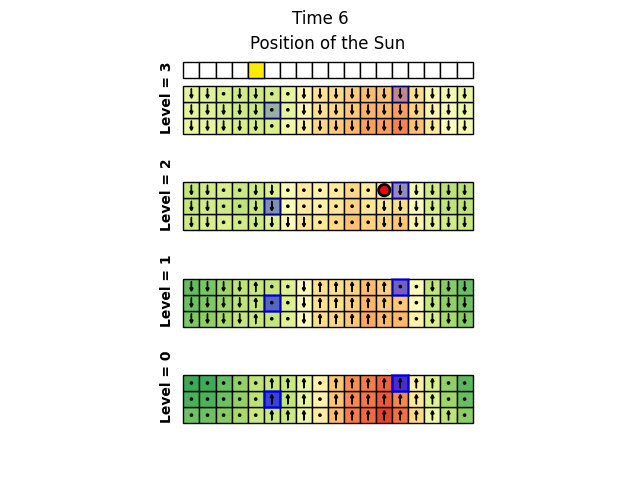 Time 6
Position of the Sun
Level = 3
Level = 2
Level = 1
Level = 0